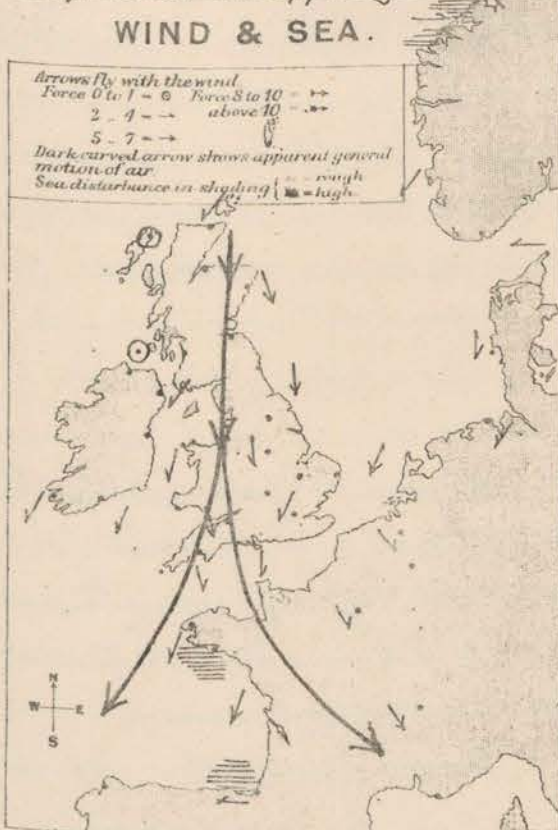 WIND & SEA.
Arrows fly with the wind
Force 0 to 1 - ⊙ Force 8 to 10 - ↦
2 - 4 - → above 10 -
5 - 7 - →
Dark curved arrow shows apparent general
motion of air
Sea disturbance in shading { - rough
- high
N
W E
S